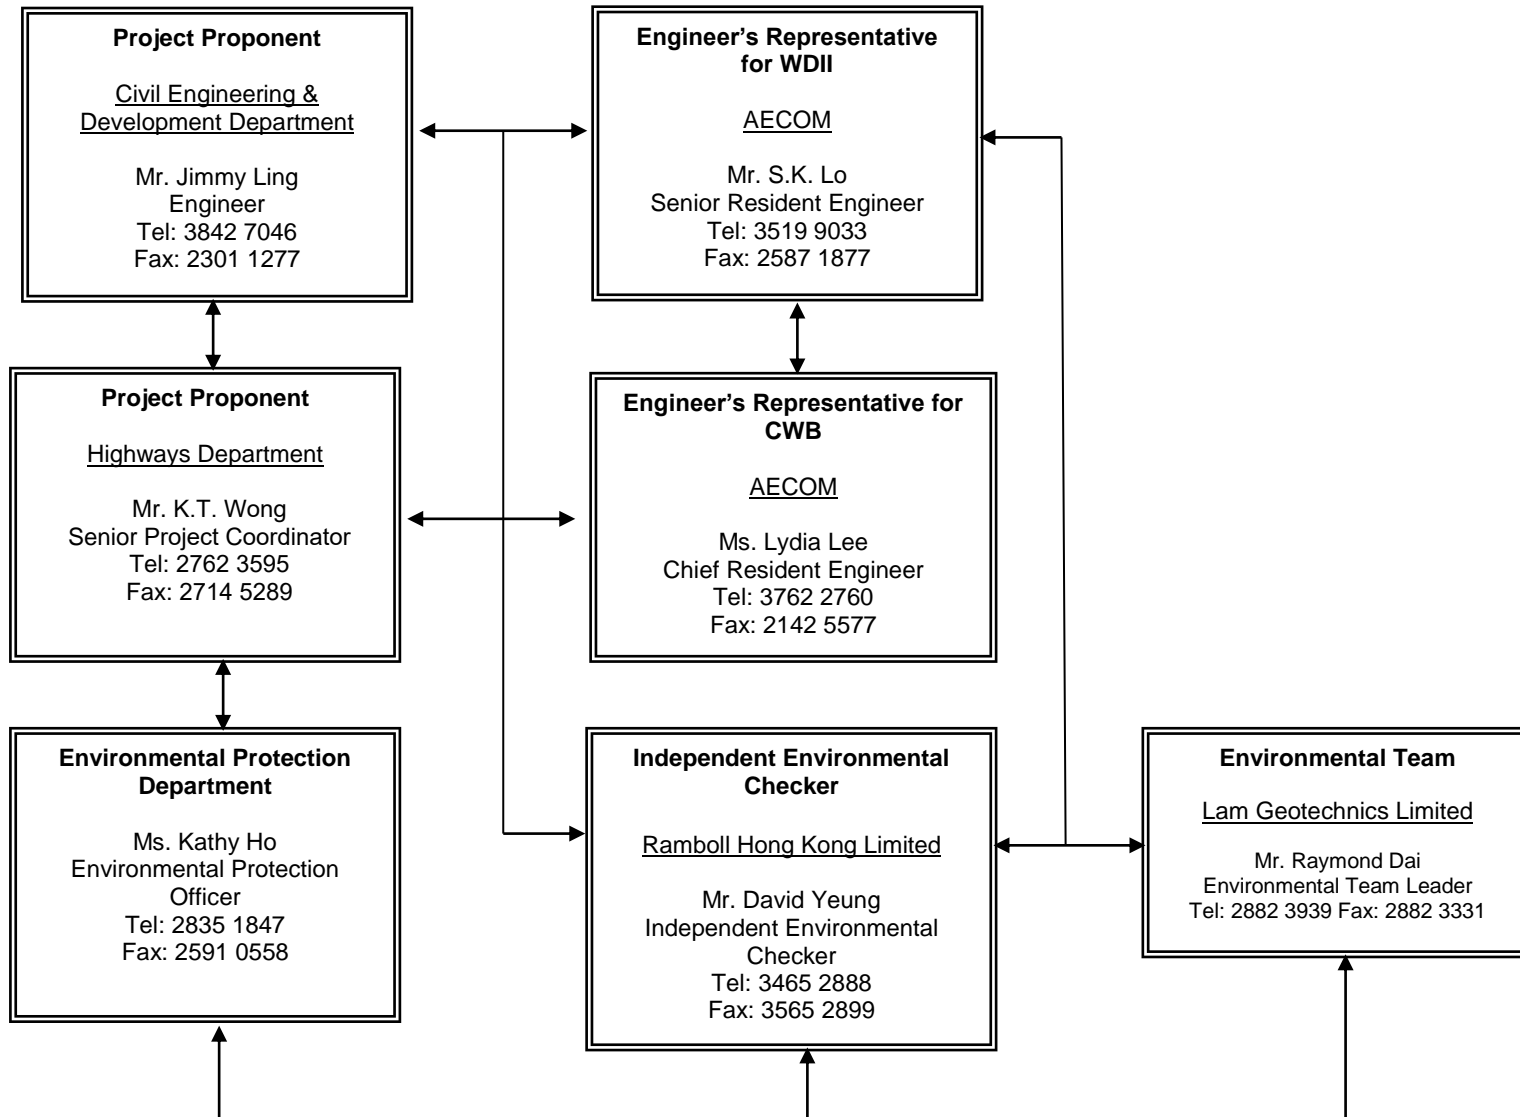 Project Proponent
Civil Engineering &
Development Department
Mr. Jimmy Ling
Engineer
Tel: 3842 7046
Fax: 2301 1277
Engineer’s Representative
for WDII
AECOM
Mr. S.K. Lo
Senior Resident Engineer
Tel: 3519 9033
Fax: 2587 1877
Project Proponent
Highways Department
Mr. K.T. Wong
Senior Project Coordinator
Tel: 2762 3595
Fax: 2714 5289
Engineer’s Representative for
CWB
AECOM
Ms. Lydia Lee
Chief Resident Engineer
Tel: 3762 2760
Fax: 2142 5577
Environmental Protection
Department
Ms. Kathy Ho
Environmental Protection
Officer
Tel: 2835 1847
Fax: 2591 0558
Independent Environmental
Checker
Ramboll Hong Kong Limited
Mr. David Yeung
Independent Environmental
Checker
Tel: 3465 2888
Fax: 3565 2899
Environmental Team
Lam Geotechnics Limited
Mr. Raymond Dai
Environmental Team Leader
Tel: 2882 3939 Fax: 2882 3331